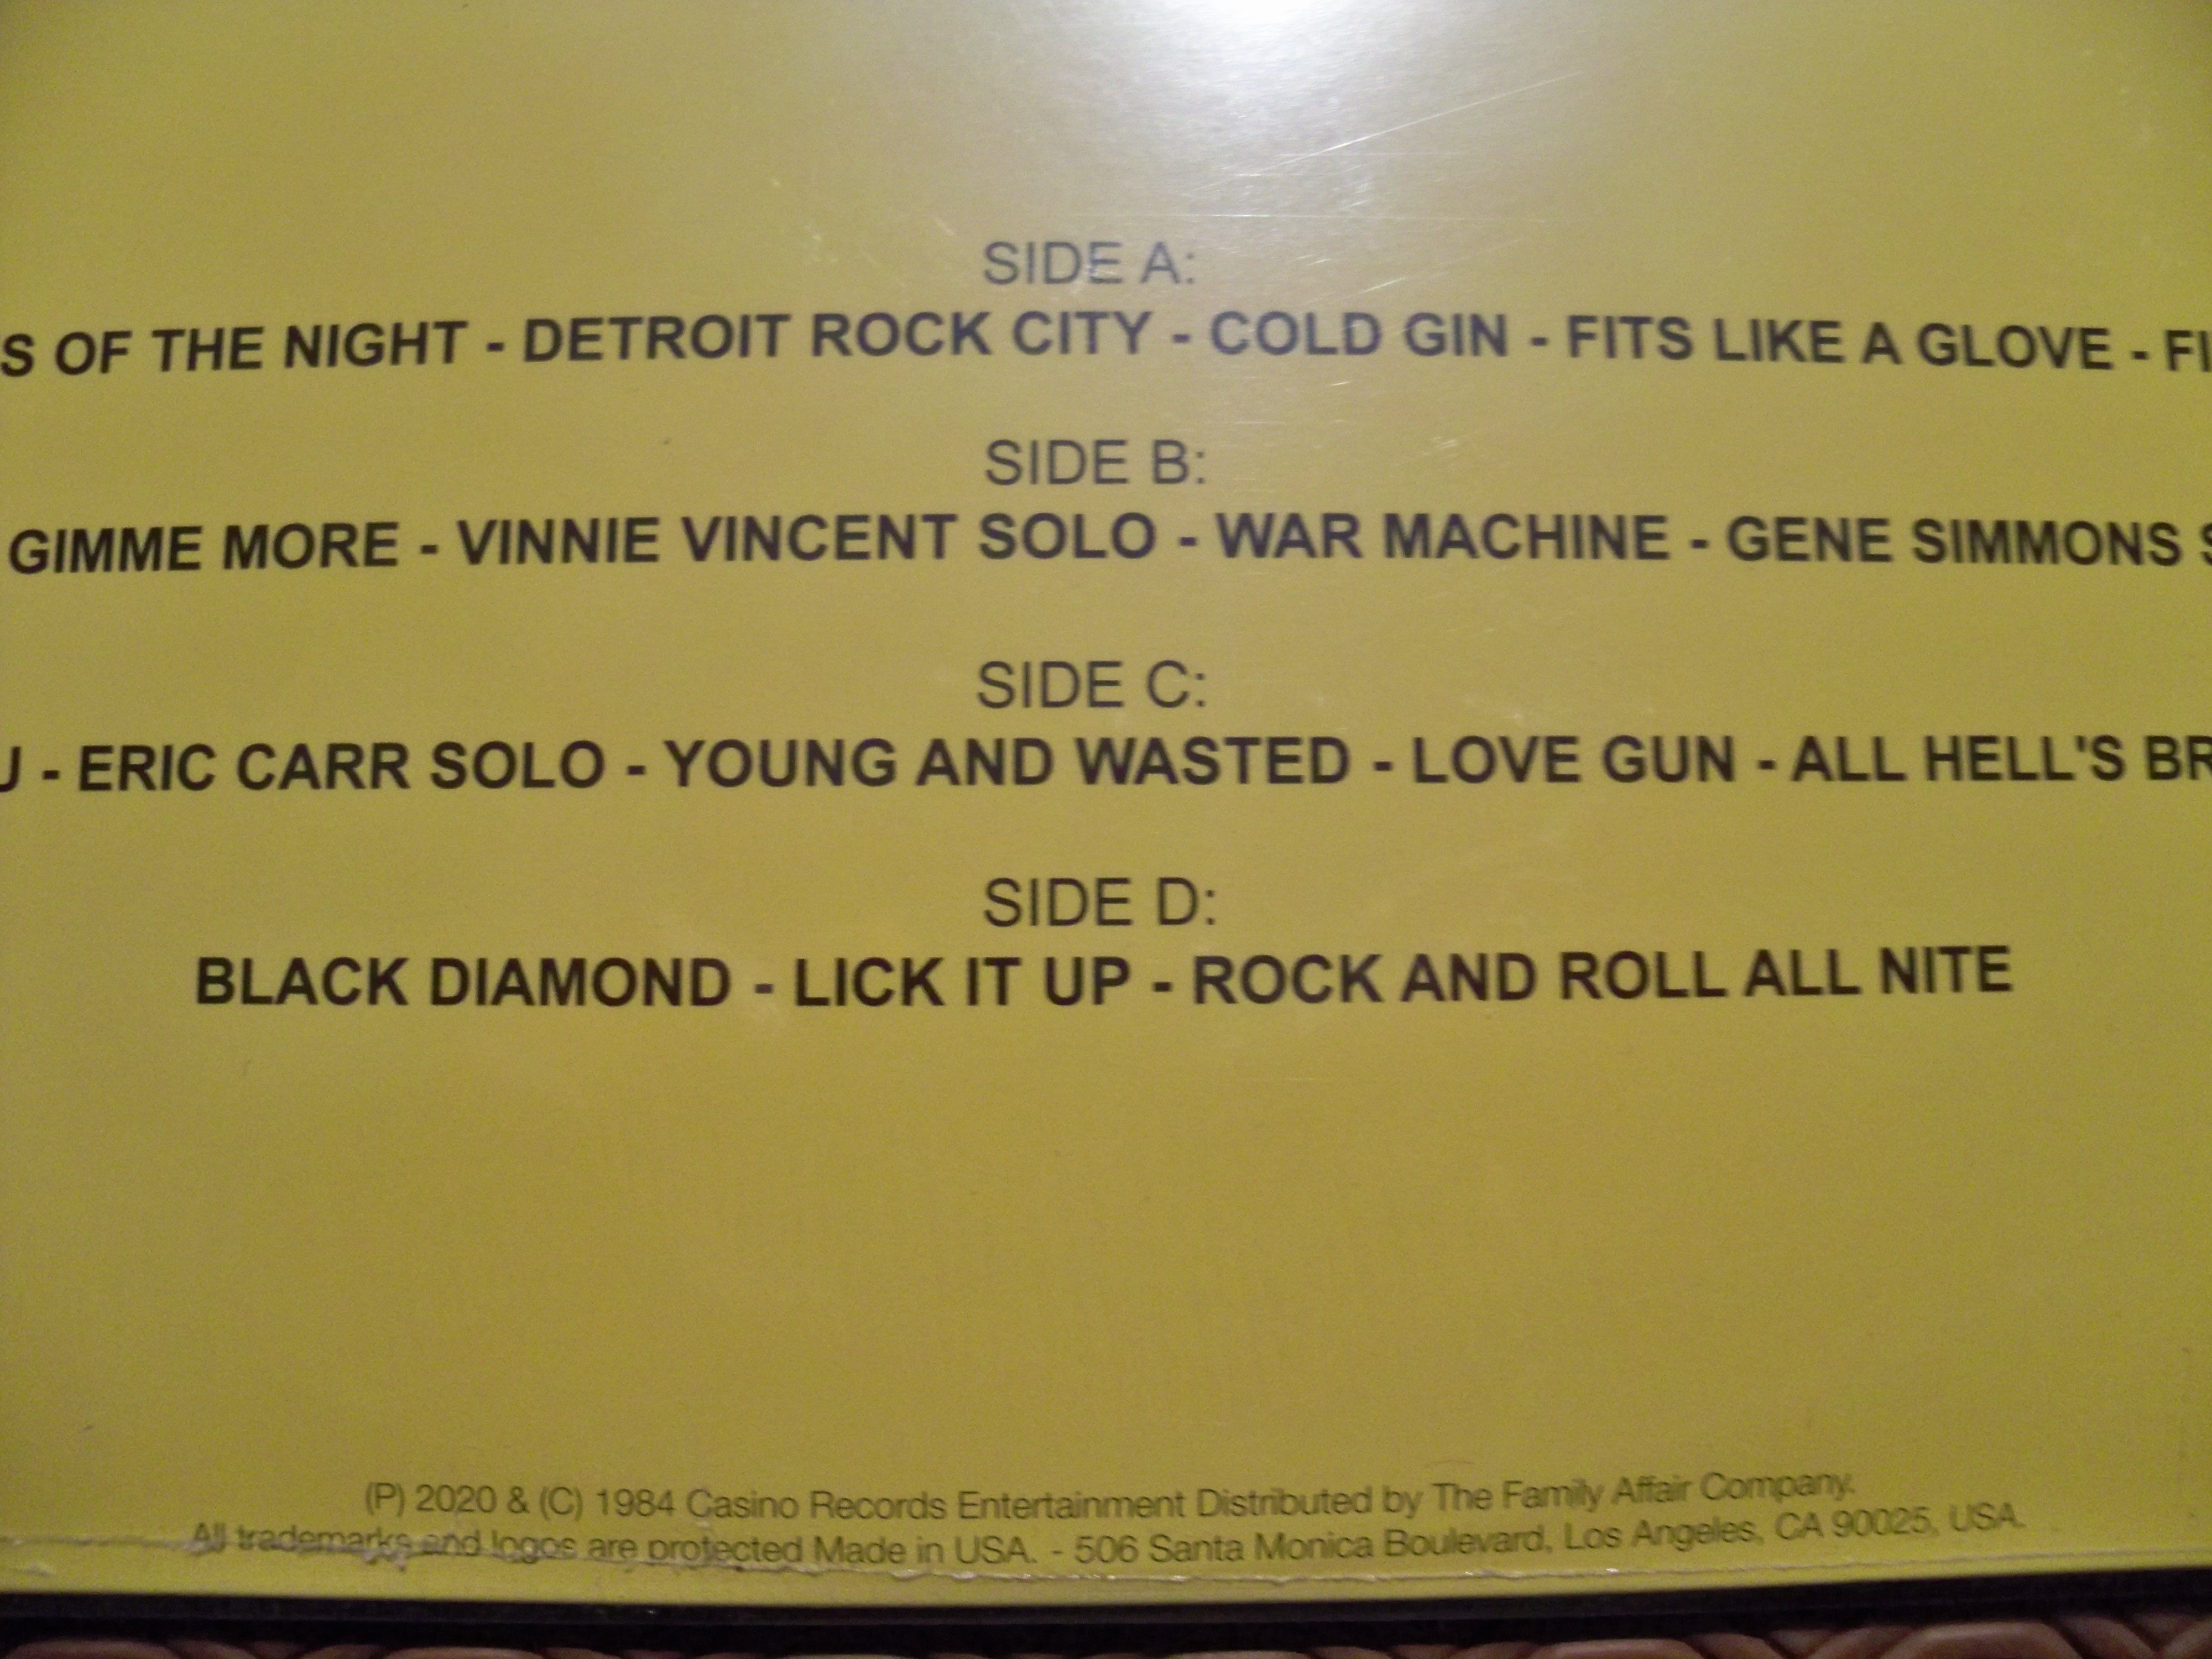 SIDE A:
S OF THE NIGHT - DETROIT ROCK CITY - COLD GIN - FITS LIKE A GLOVE - FI
SIDE B:
GIMME MORE - VINNIE VINCENT SOLO - WAR MACHINE - GENE SIMMONS S
SIDE C:
U - ERIC CARR SOLO - YOUNG AND WASTED - LOVE GUN - ALL HELL'S BR
SIDE D:
BLACK DIAMOND - LICK IT UP - ROCK AND ROLL ALL NITE
(P) 2020 & (C) 1984 Casino Records Entertainment Distributed by The Family Affair Company.
All trademarks and logos are protected Made in USA. - 506 Santa Monica Boulevard, Los Angeles, CA 90025, USA.